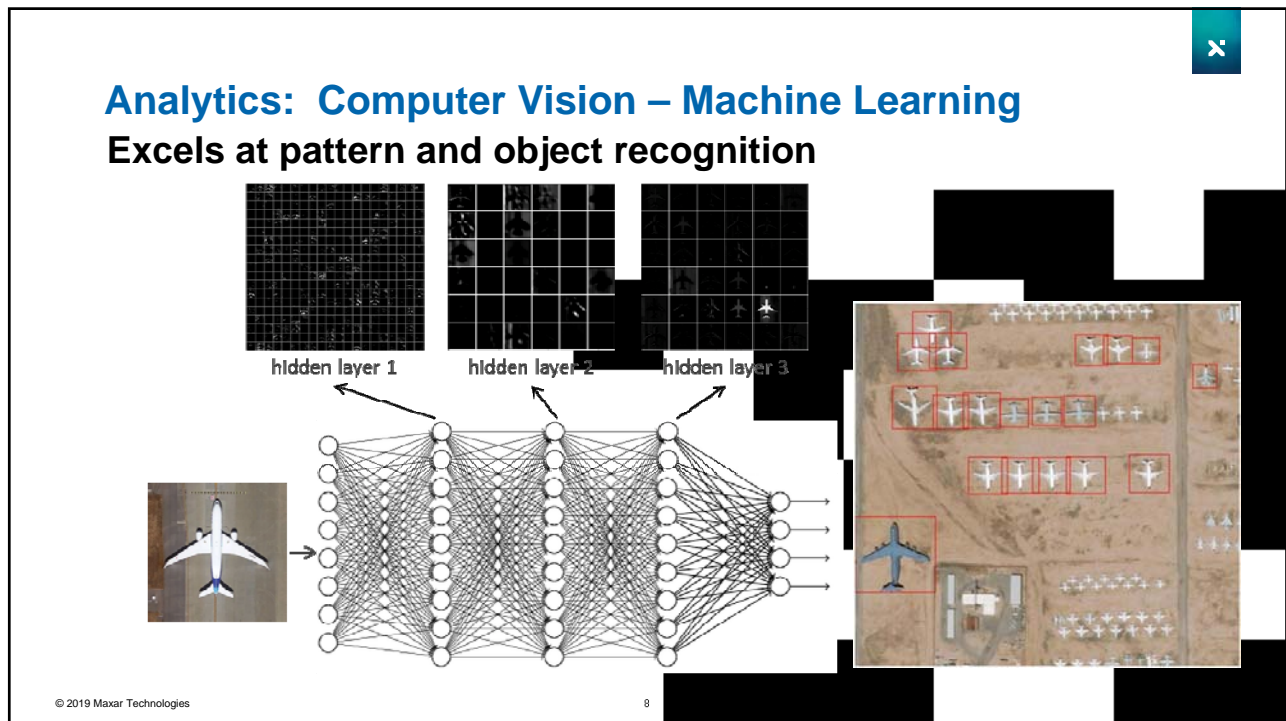 Analytics:  Computer Vision – Machine Learning
Excels at pattern and object recognition
hidden layer 1
hidden layer 2
hidden layer 3
© 2019 Maxar Technologies
8